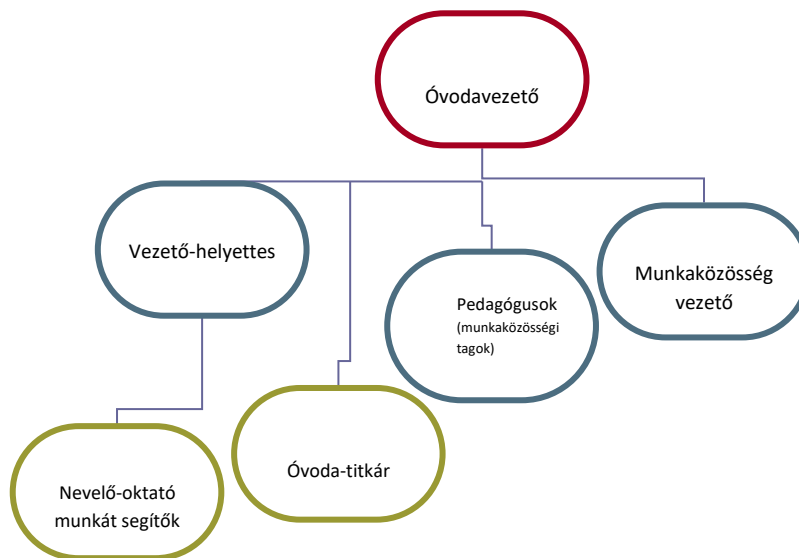 Óvodavezető
Vezető-helyettes
Munkaközösség
vezető
Pedagógusok
(munkaközösségi
tagok)
Óvoda-titkár
Nevelő-oktató
munkát segítők